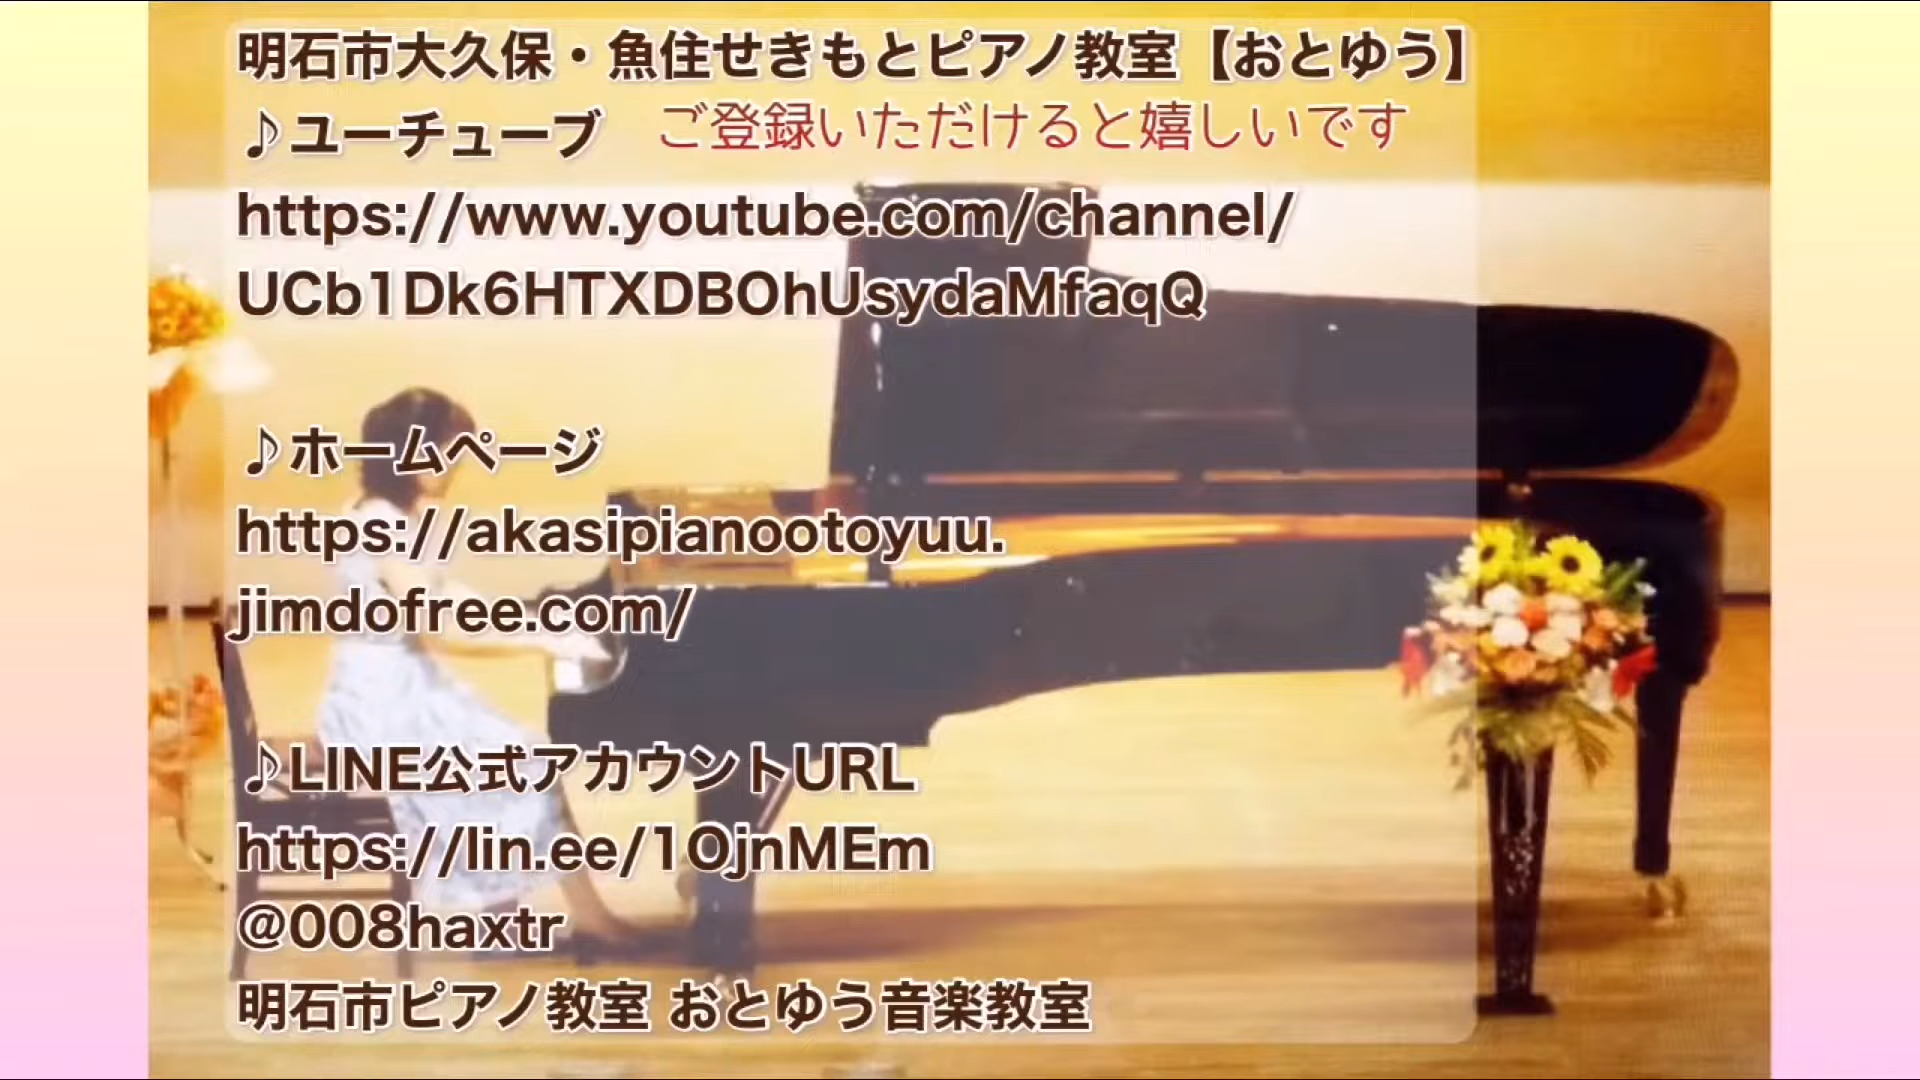 明石市大久保・魚住せきもとピアノ教室【おとゆう】
♪ユーチューブ ご登録いただけると嬉しいです
https://www.youtube.com/channel/
UCb1Dk6HTXDBOhUsydaMfaqQ
♪ホームページ
https://akasipianootoyuu.
jimdofree.com/
♪LINE公式アカウントURL
https://lin.ee/1OjnMEm
@008haxtr
明石市ピアノ教室 おとゆう音楽教室